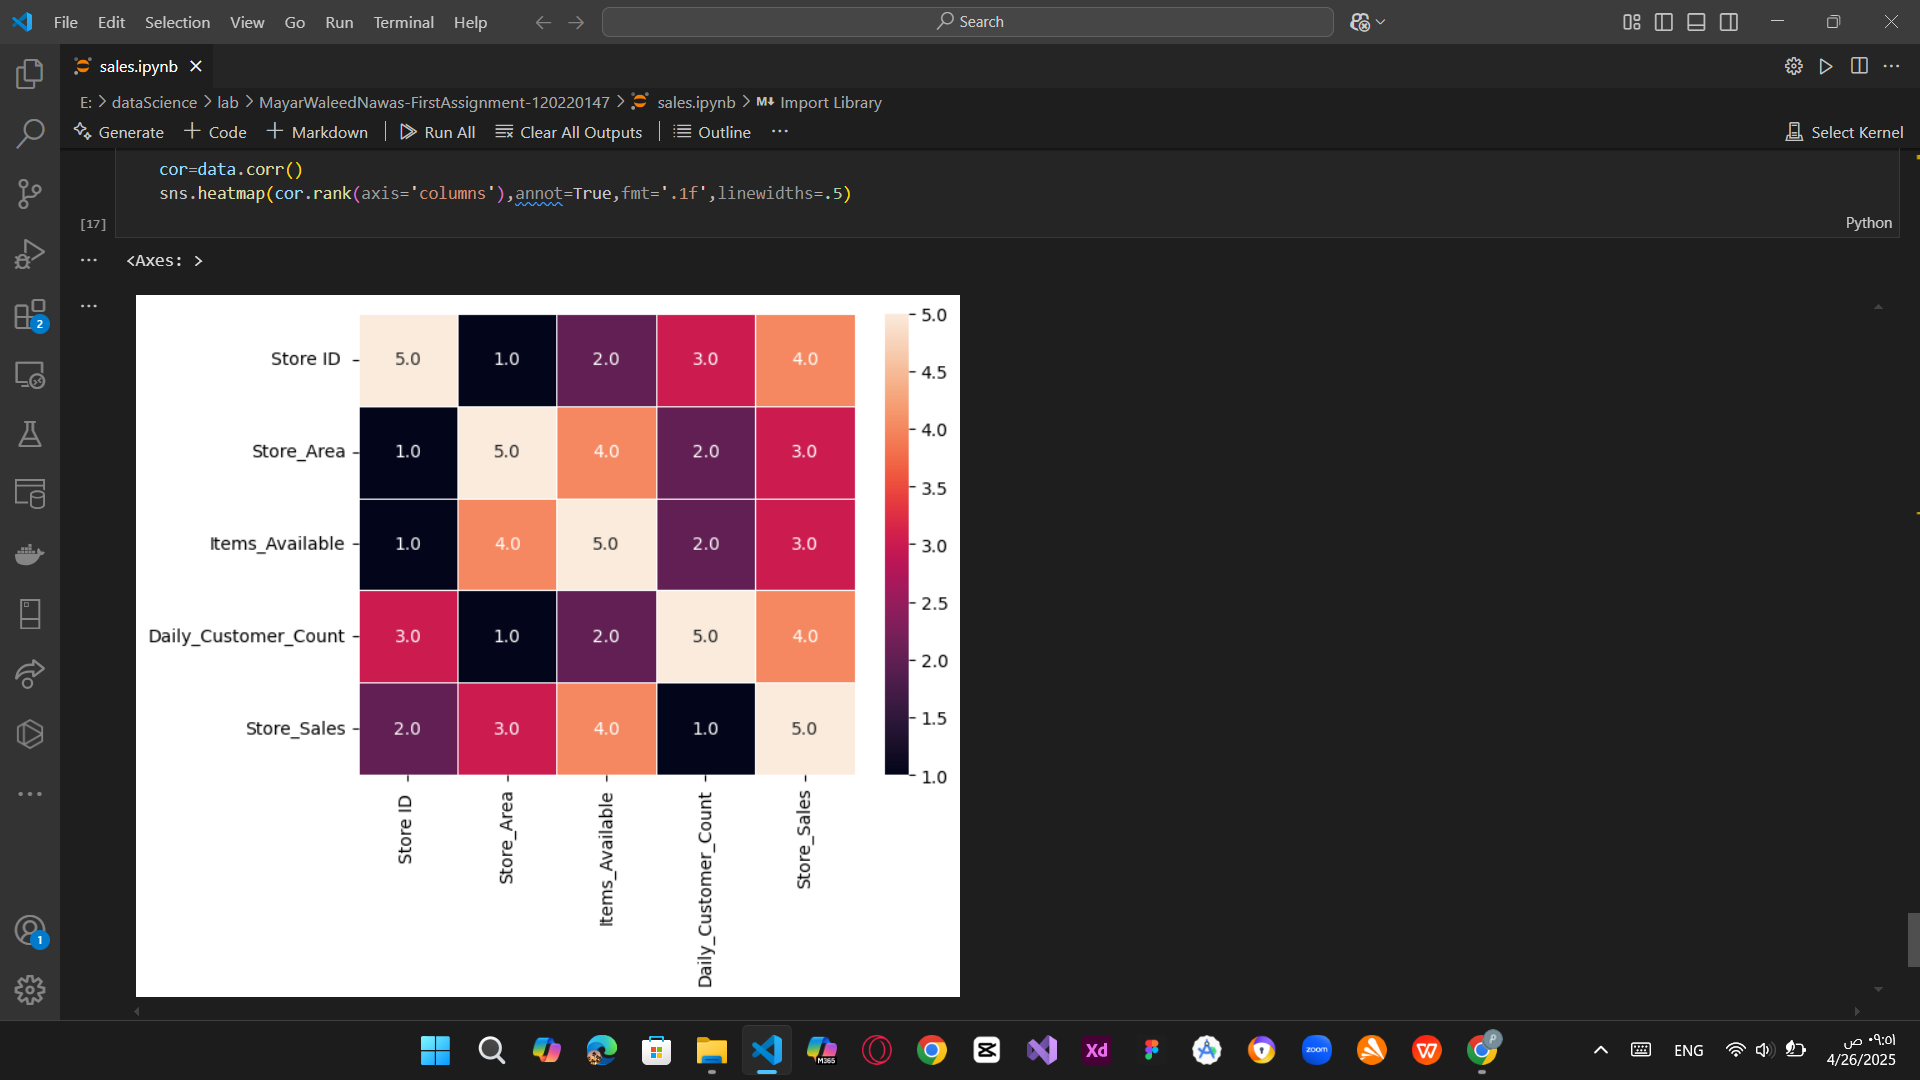 File Edit Selection View Go Run Terminal Help
Search
sales.ipynb
E: > dataScience > lab > MayarWaleedNawas-FirstAssignment-120220147 > sales.ipynb > M↓ Import Library
Generate + Code + Markdown Run All Clear All Outputs Outline ... Select Kernel
cor=data.corr()
sns.heatmap(cor.rank(axis='columns'),annot=True,fmt='.1f',linewidths=.5)
[17]
Python
<Axes: >
Store ID 5.0 1.0 2.0 3.0 4.0
Store_Area 1.0 5.0 4.0 2.0 3.0
Items_Available 1.0 4.0 5.0 2.0 3.0
Daily_Customer_Count 3.0 1.0 2.0 5.0 4.0
Store_Sales 2.0 3.0 4.0 1.0 5.0
Store ID
Store_Area
Items_Available
Daily_Customer_Count
Store_Sales
5.0
4.5
4.0
3.5
3.0
2.5
2.0
1.5
1.0
2
1
M365
Xd
zoom
W
P
ENG
٠٩:٥١ ص
4/26/2025